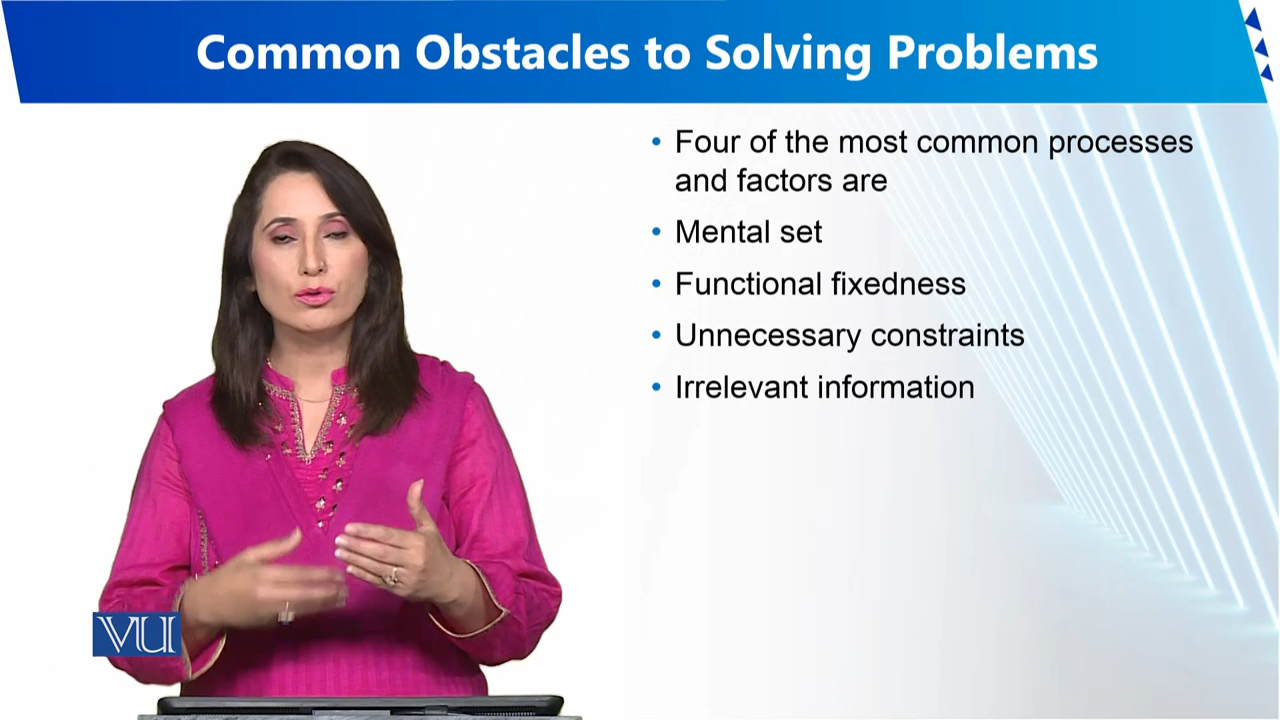 Common Obstacles to Solving Problems
• Four of the most common processes
and factors are
• Mental set
• Functional fixedness
• Unnecessary constraints
• Irrelevant information
VU